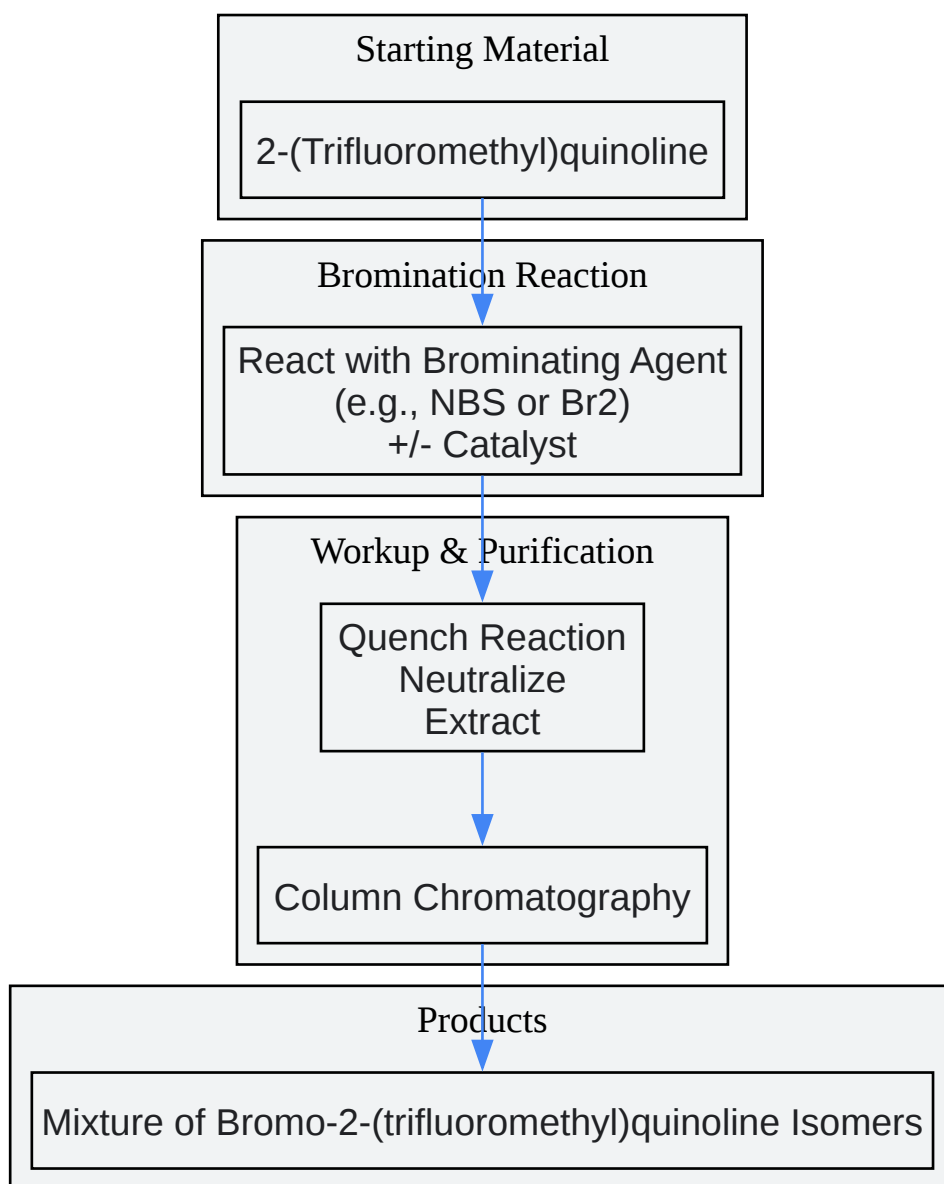 Starting Material
2-(Trifluoromethyl)quinoline
Bromination Reaction
React with Brominating Agent
(e.g., NBS or Br2)
+/- Catalyst
Workup & Purification
Quench Reaction
Neutralize
Extract
Column Chromatography
Products
Mixture of Bromo-2-(trifluoromethyl)quinoline Isomers